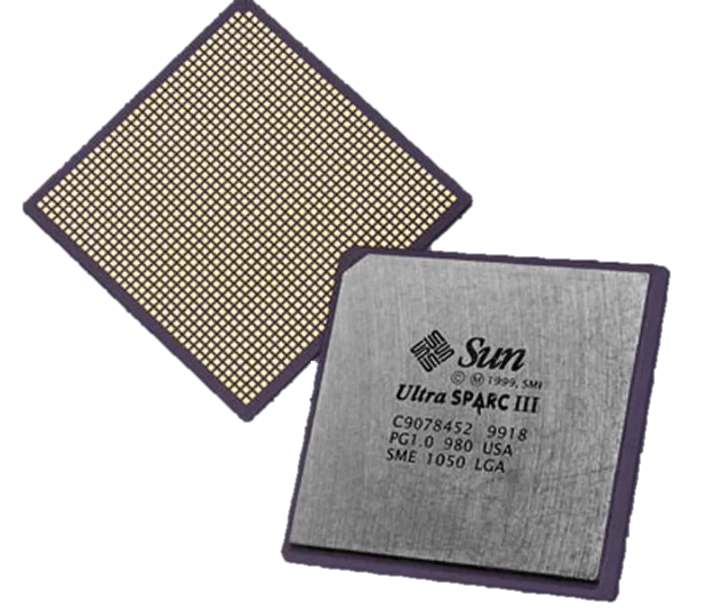 Sun
© Ⓜ 1999, SMI
Ultra SPARC III
C9078452 9918
PG1.0 980 USA
SME 1050 LGA